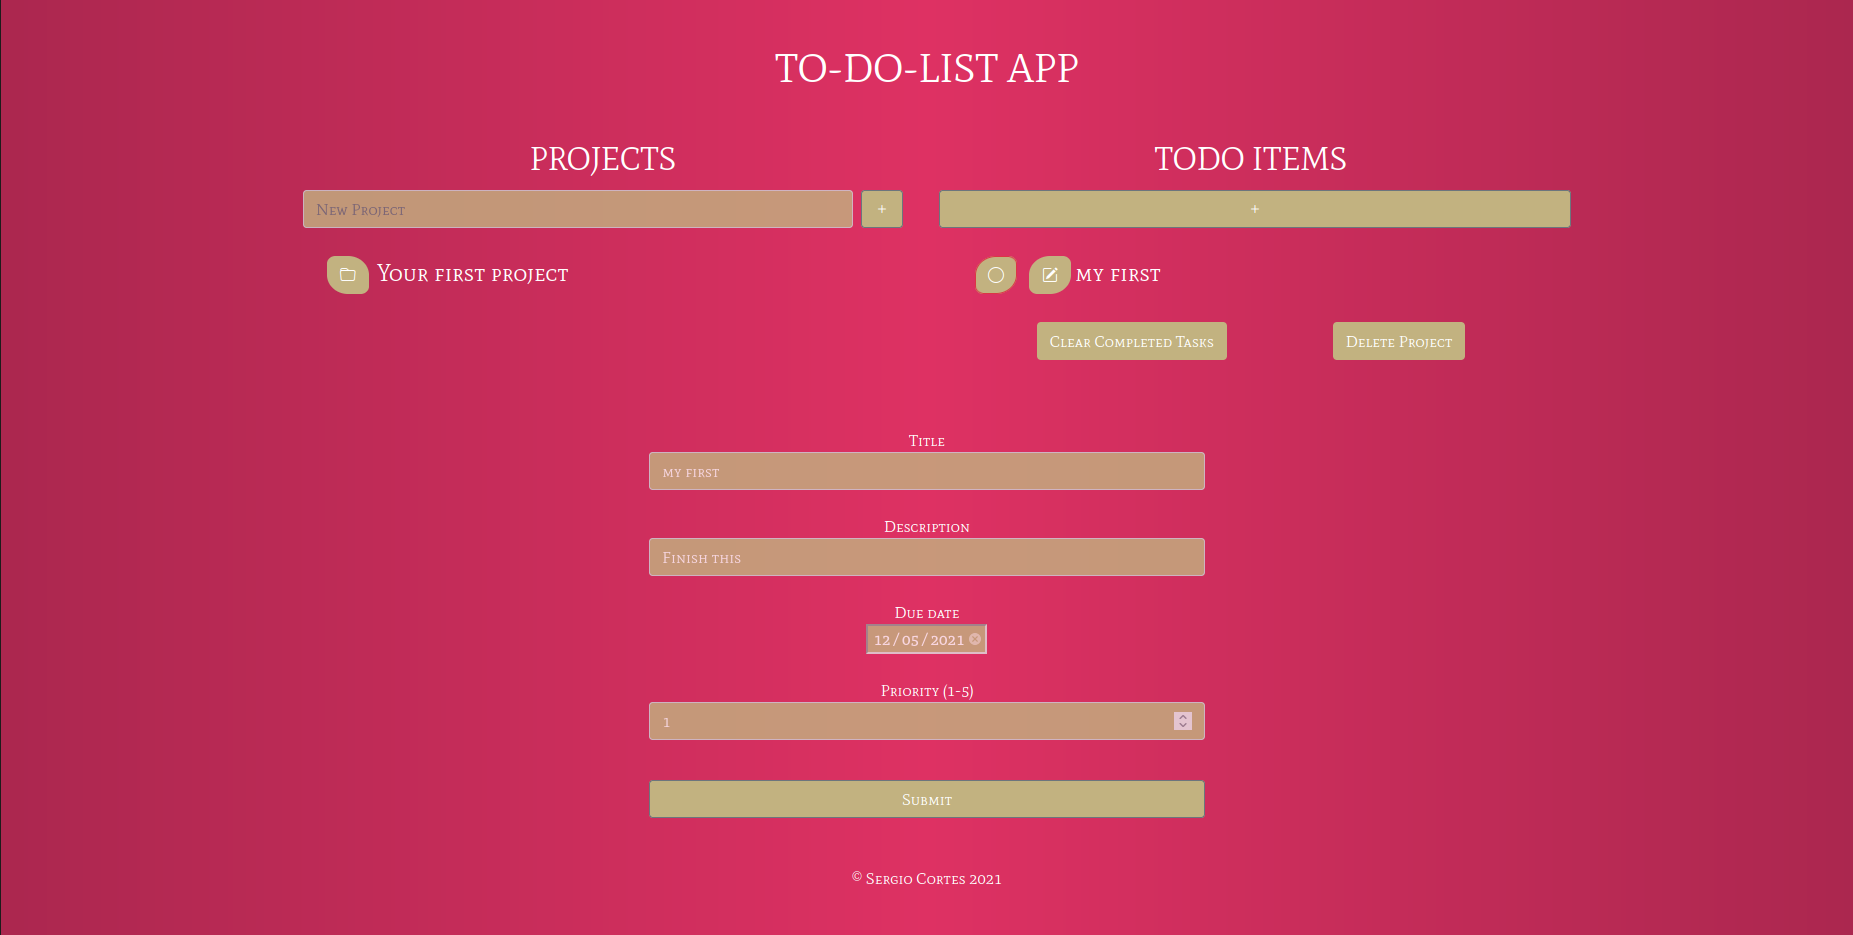 TO-DO-LIST APP
PROJECTS
New Project
+
Your first project
TODO ITEMS
+
my first
Clear Completed Tasks
Delete Project
Title
my first
Description
Finish this
Due date
12/05/2021
Priority (1-5)
1
Submit
© Sergio Cortes 2021